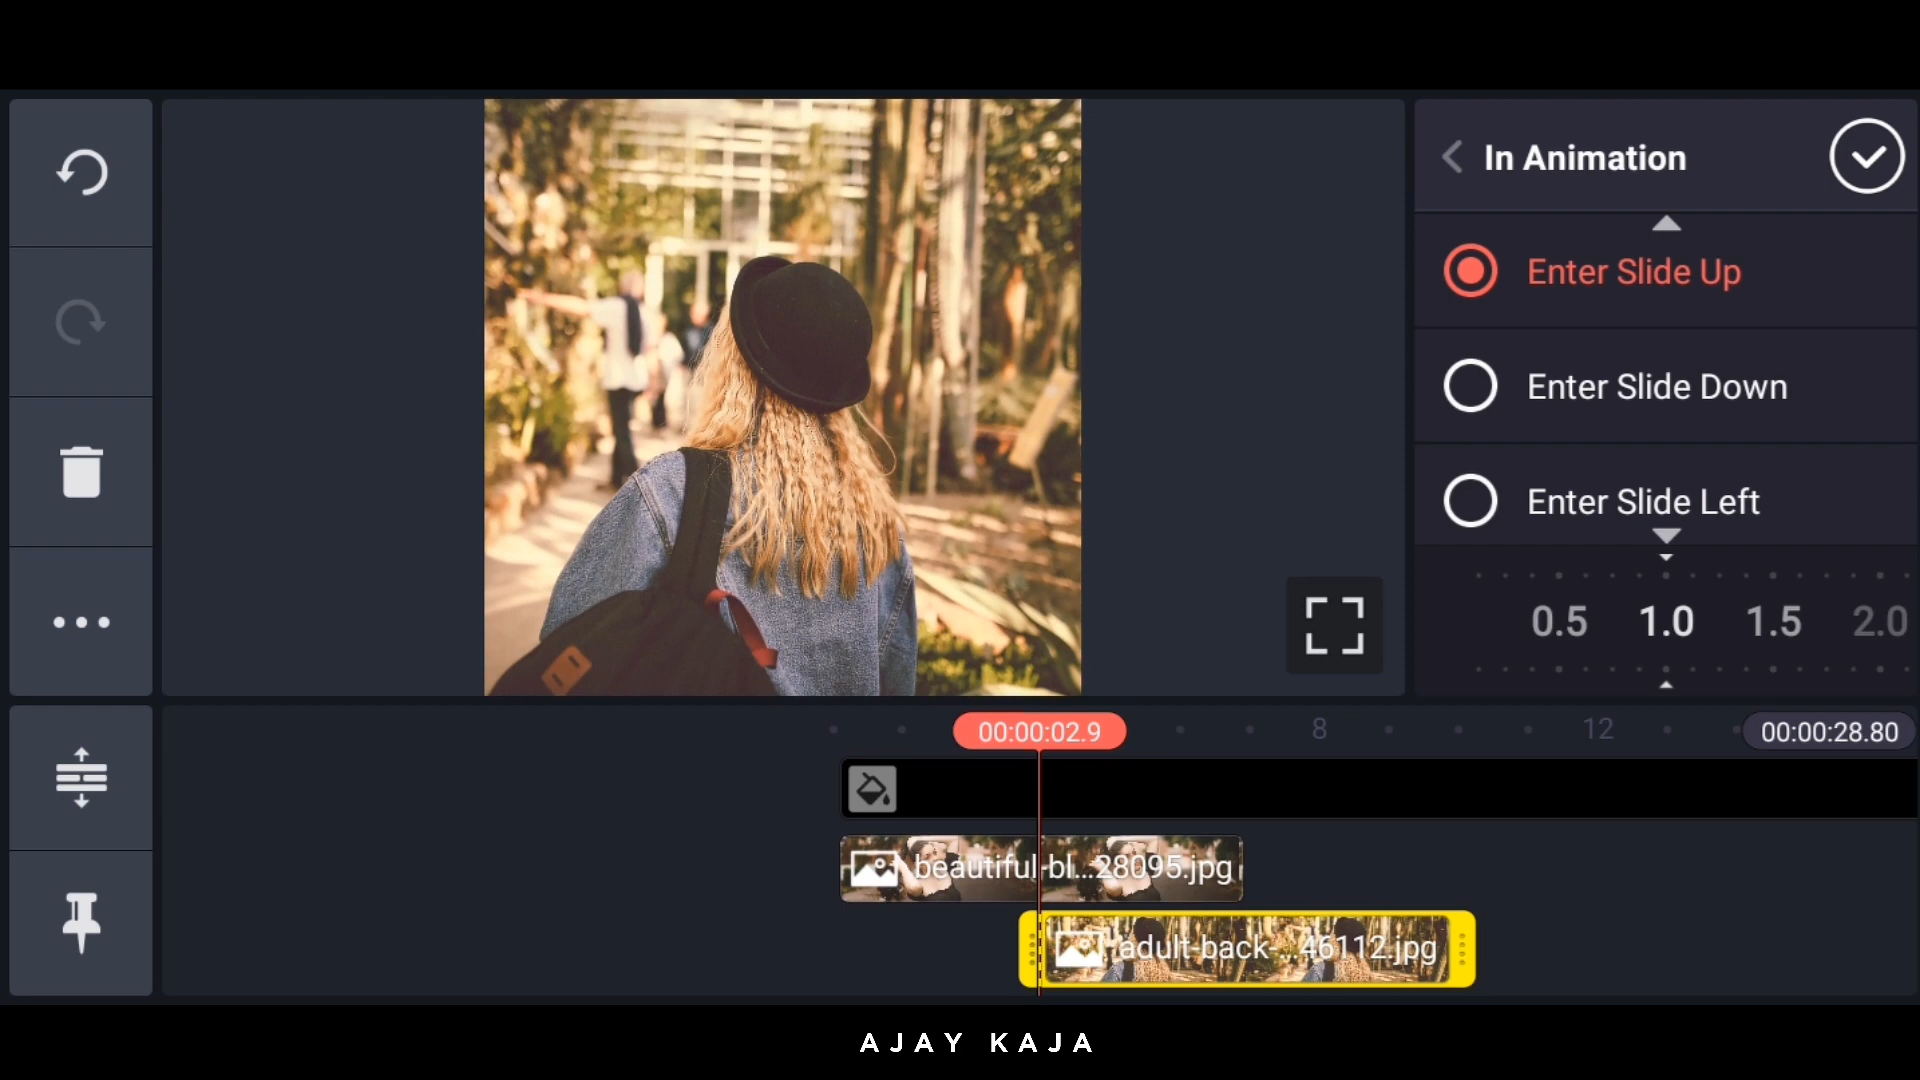 In Animation
Enter Slide Up
Enter Slide Down
Enter Slide Left
0.5 1.0 1.5 2.0
00:00:02.9 8 12 00:00:28.80
beautiful-bl...28095.jpg
adult-back-...46112.jpg
AJAY KAJA